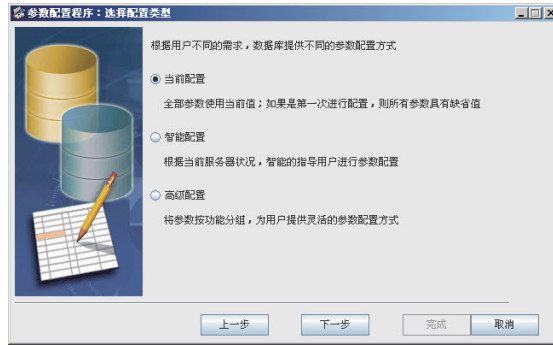 参数配置程序：选择配置类型
根据用户不同的需求，数据库提供不同的参数配置方式
当前配置
全部参数使用当前值；如果是第一次进行配置，则所有参数具有缺省值
智能配置
根据当前服务器状况，智能的指导用户进行参数配置
高级配置
将参数按功能分组，为用户提供灵活的参数配置方式
上一步 下一步 完成 取消